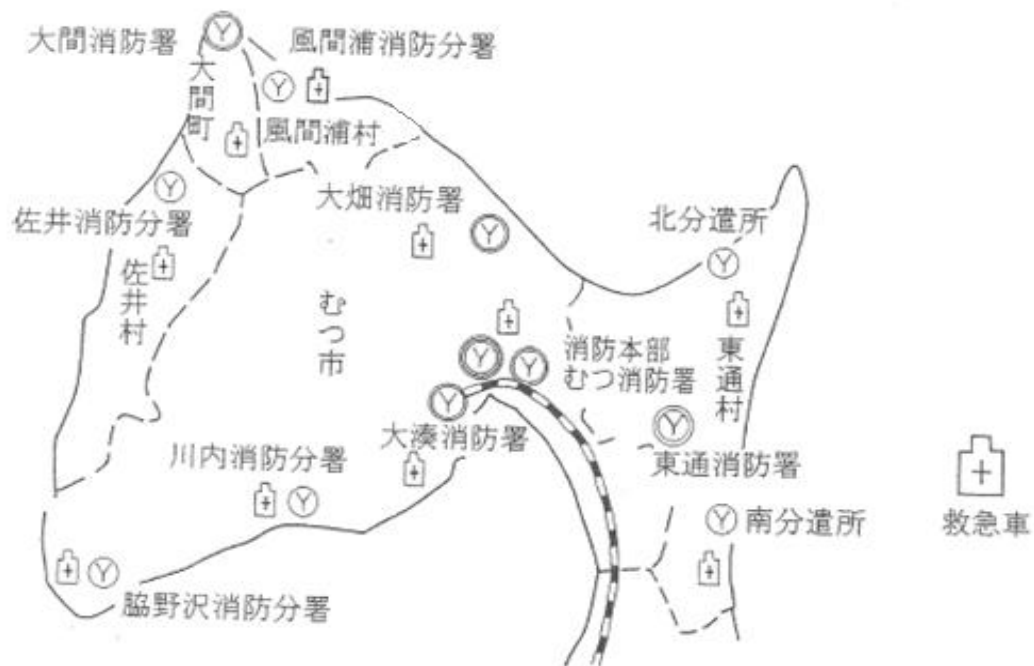 大間消防署
風間浦消防分署
大間町
風間浦村
大畑消防署
佐井消防分署
北分遣所
佐井村
むつ市
消防本部
むつ消防署
東通村
大湊消防署
川内消防分署
東通消防署
南分遣所
救急車
脇野沢消防分署